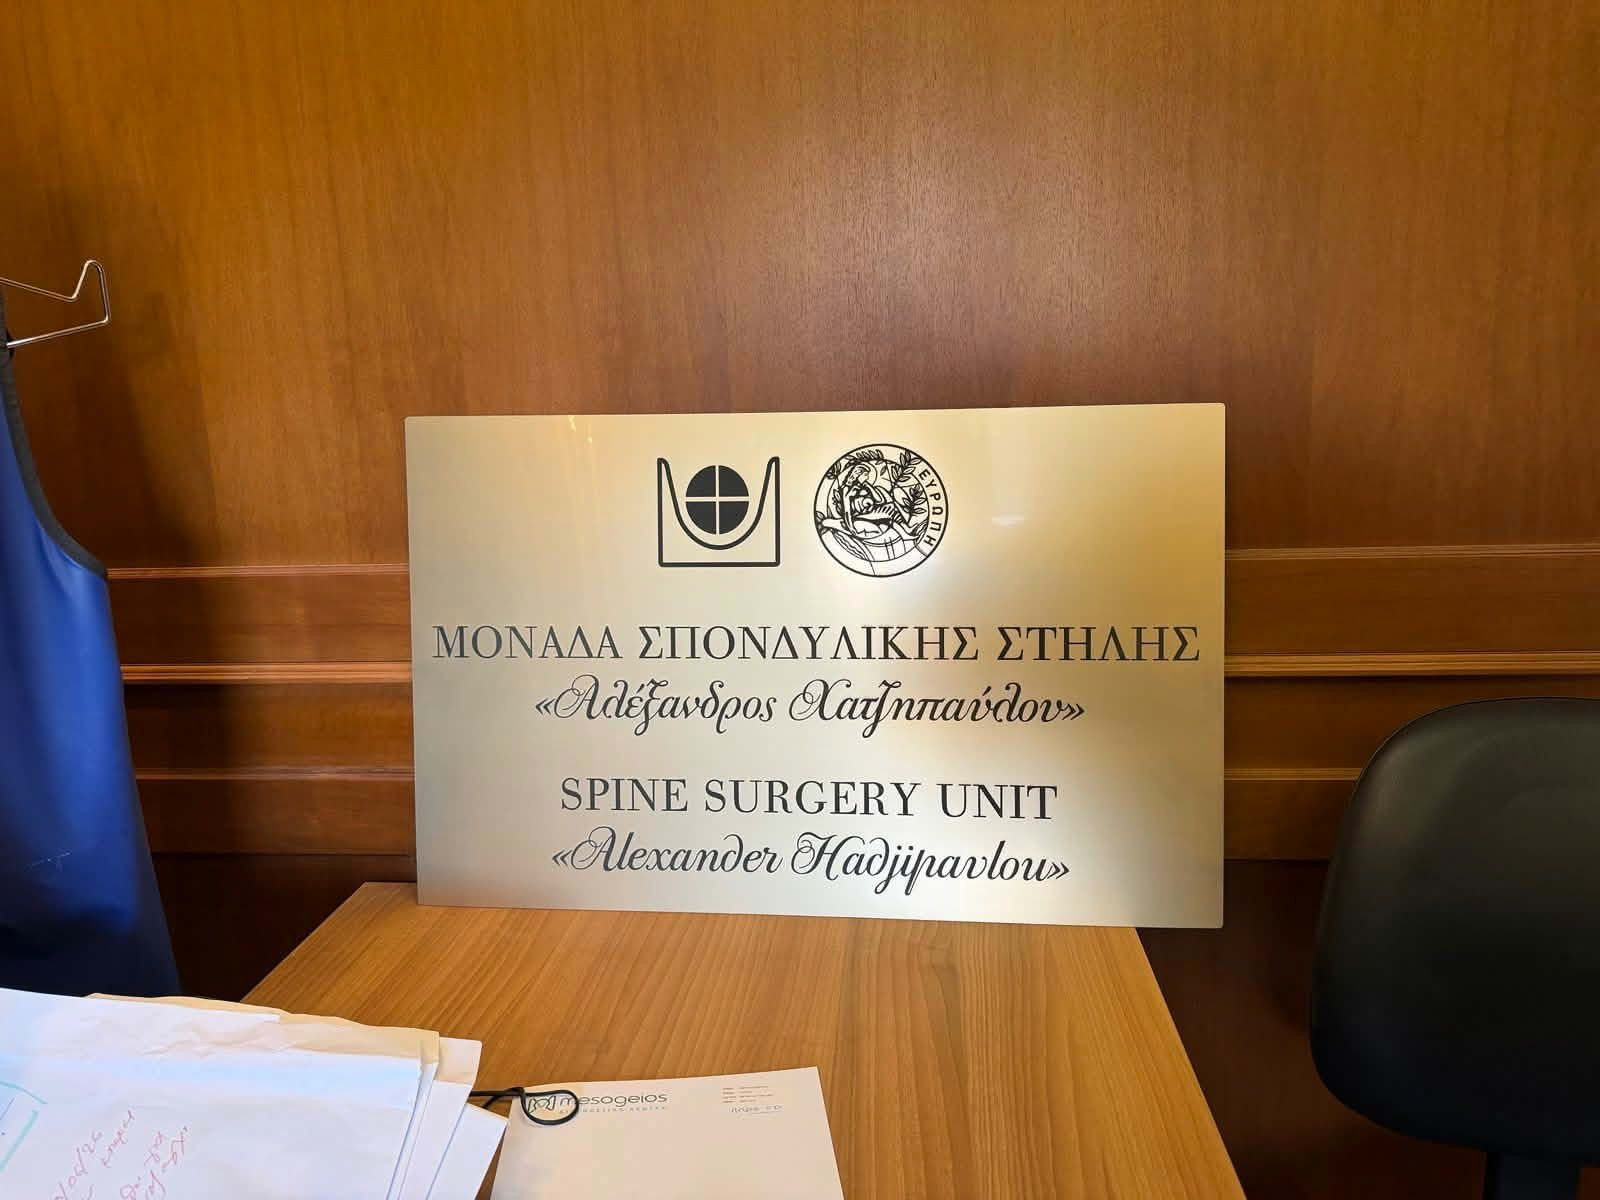 ΕΥΡΩΠΗ
ΜΟΝΑΔΑ ΣΠΟΝΔΥΛΙΚΗΣ ΣΤΗΛΗΣ
«Αλέξανδρος Χατζηπαύλου»
SPINE SURGERY UNIT
«Alexander Hadjipavlou»
mesogeios